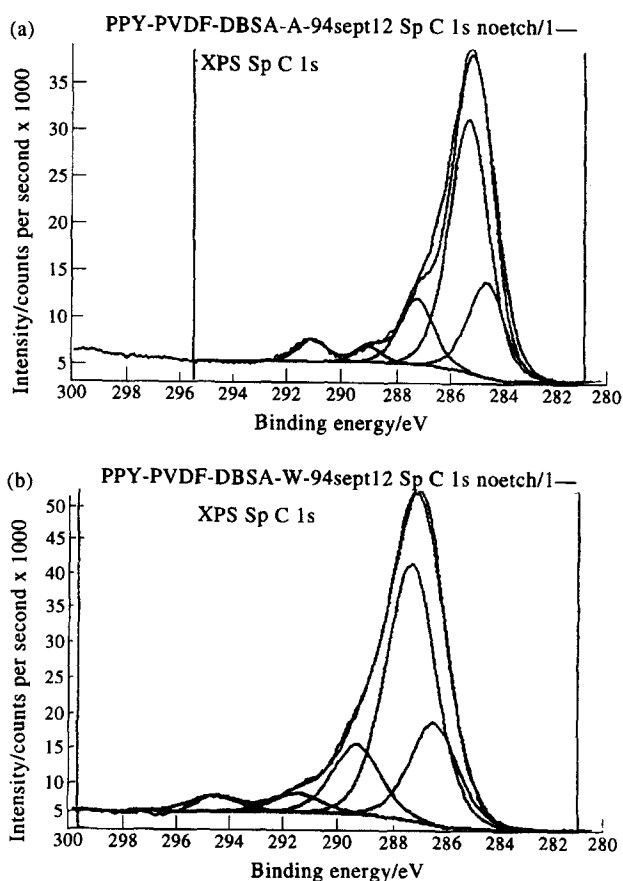 (a) PPY-PVDF-DBSA-A-94sept12 Sp C 1s noetch/1—
XPS Sp C 1s
Intensity/counts per second x 1000
35
30
25
20
15
10
5
300 298 296 294 292 290 288 286 284 282 280
Binding energy/eV
(b) PPY-PVDF-DBSA-W-94sept12 Sp C 1s noetch/1—
XPS Sp C 1s
Intensity/counts per second x 1000
50
45
40
35
30
25
20
15
10
5
300 298 296 294 292 290 288 286 284 282 280
Binding energy/eV